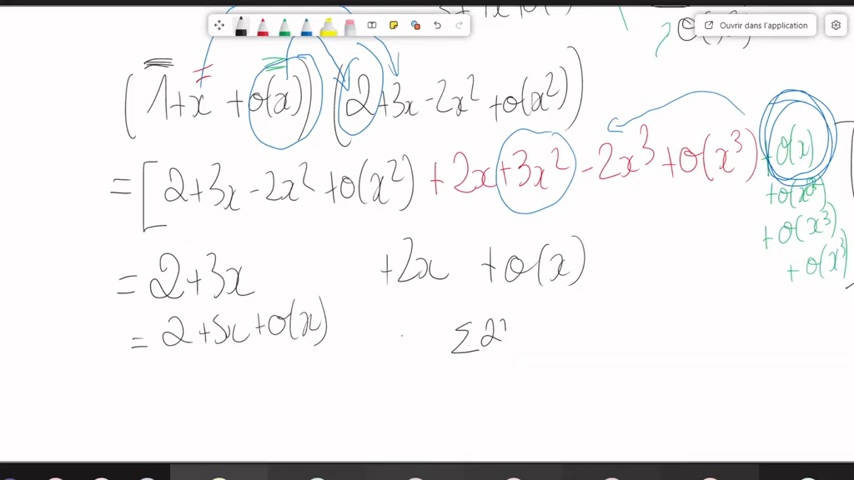 Ouvrir dans l'application
(1+x + o(x)) (2+3x-2x² + o(x²))
= [2+3x-2x² + o(x²) +2x +3x² -2x³ + o(x³) + o(x)
+ o(x²)
+ o(x³)
+ o(x³)
= 2+3x +2x + o(x)
= 2+5x+o(x) Σ2